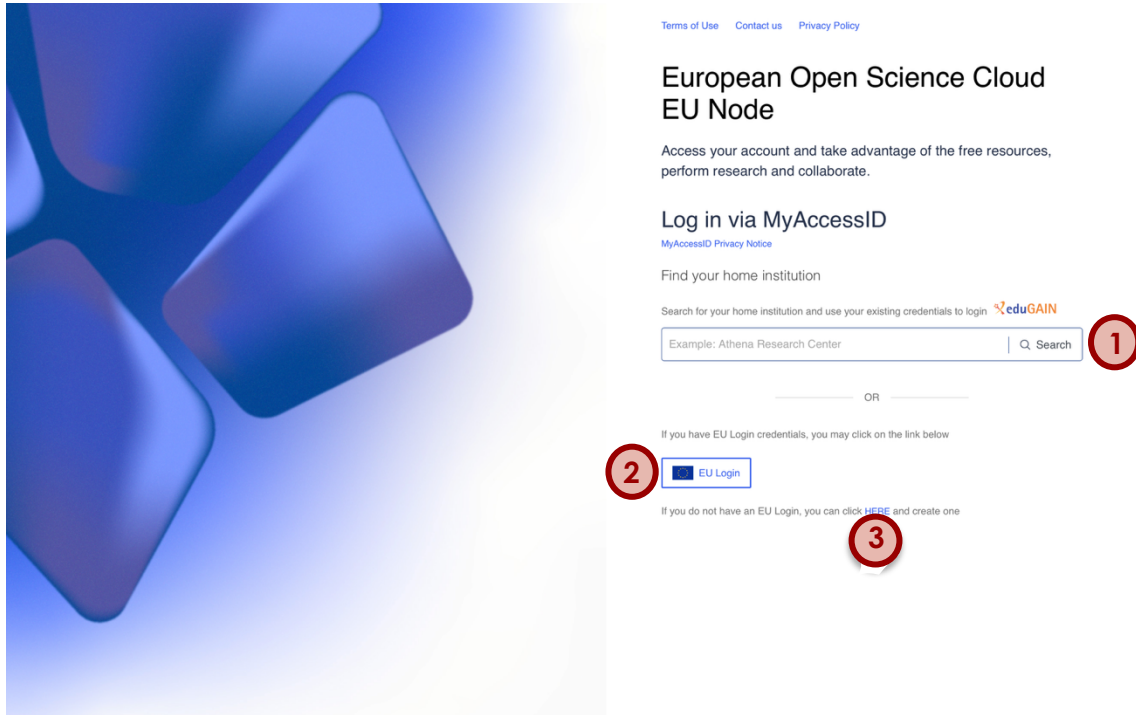 Terms of Use Contact us Privacy Policy
European Open Science Cloud
EU Node
Access your account and take advantage of the free resources,
perform research and collaborate.
Log in via MyAccessID
MyAccessID Privacy Notice
Find your home institution
Search for your home institution and use your existing credentials to login eduGAIN
Example: Athena Research Center Search
1
OR
If you have EU Login credentials, you may click on the link below
2
EU Login
If you do not have an EU Login, you can click HERE and create one
3